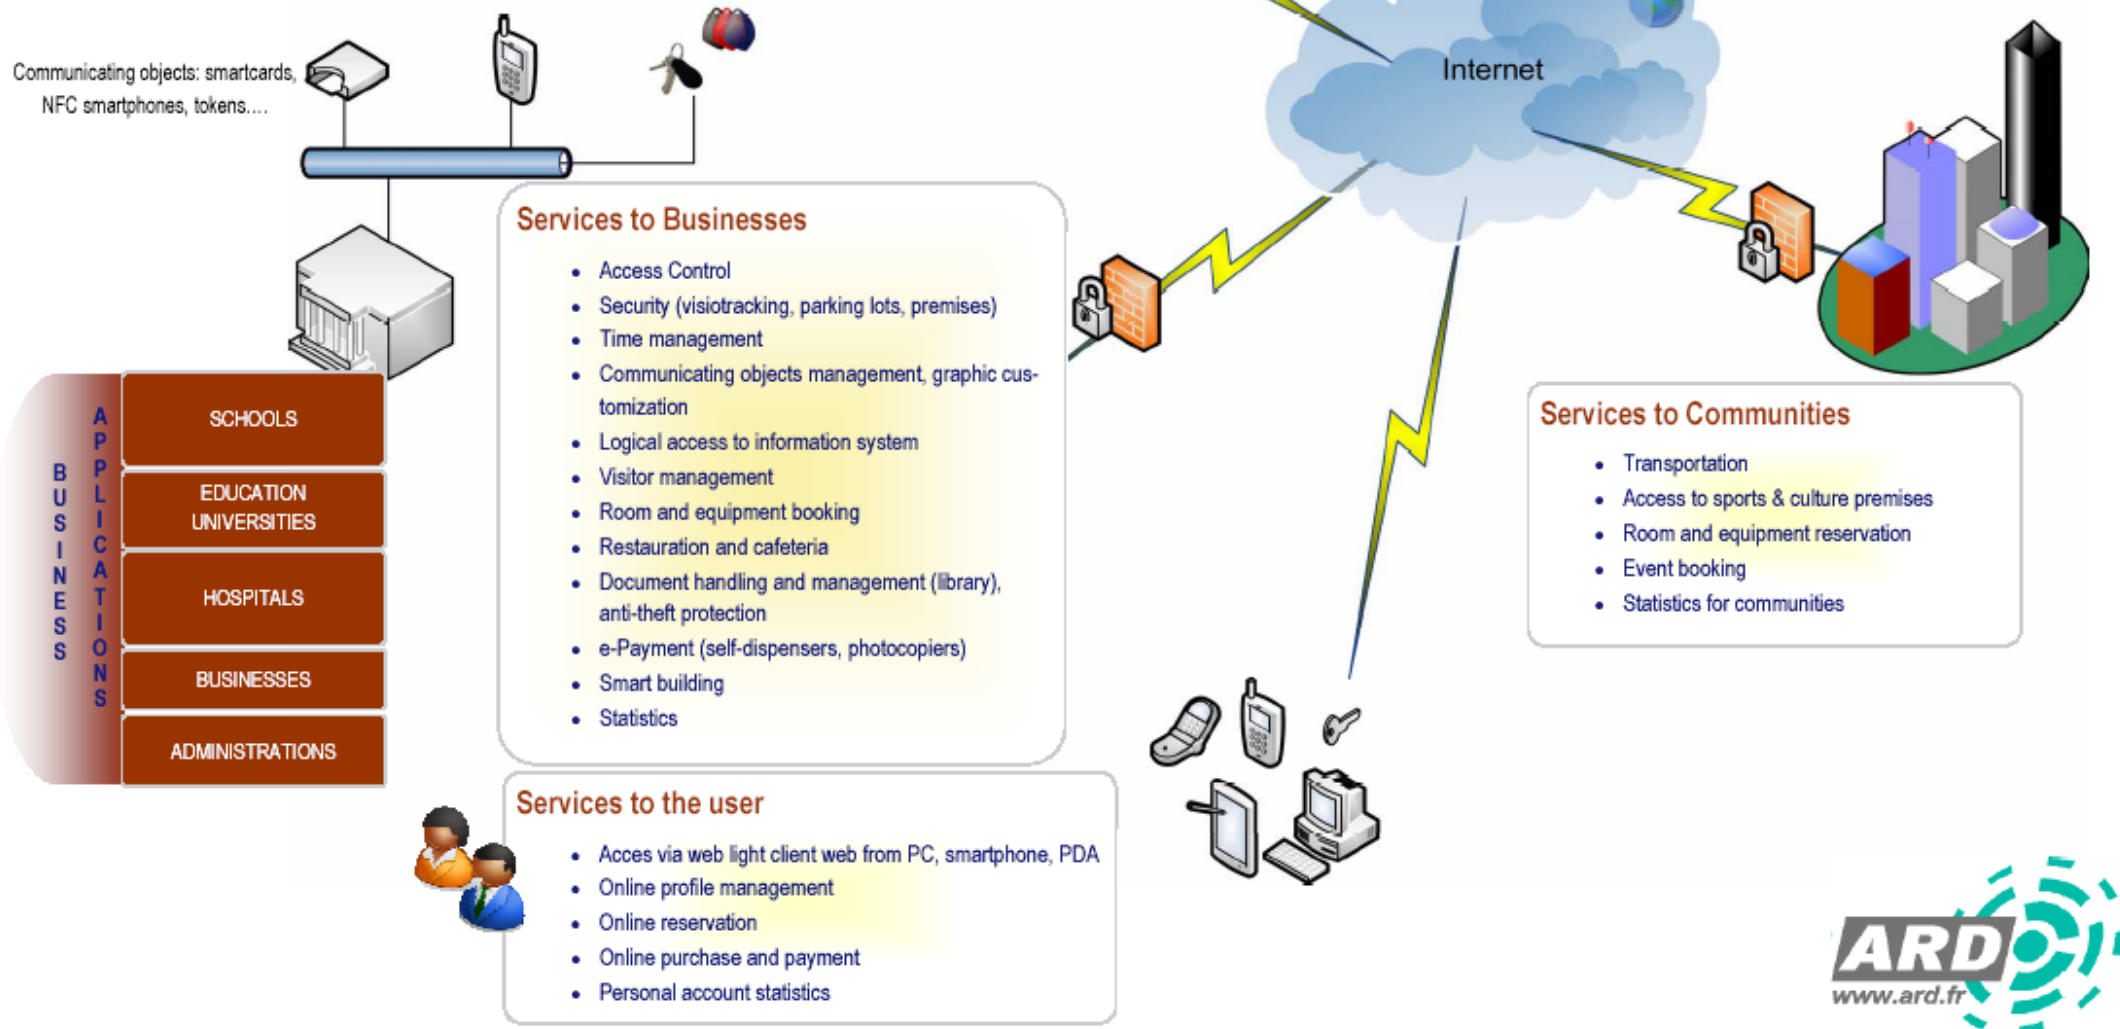 Communicating objects: smartcards,
NFC smartphones, tokens....
Internet
Services to Businesses
• Access Control
• Security (visiotracking, parking lots, premises)
• Time management
• Communicating objects management, graphic cus-
tomization
• Logical access to information system
• Visitor management
• Room and equipment booking
• Restauration and cafeteria
• Document handling and management (library),
anti-theft protection
• e-Payment (self-dispensers, photocopiers)
• Smart building
• Statistics
BUSINESS
APPLICATIONS
SCHOOLS
EDUCATION
UNIVERSITIES
HOSPITALS
BUSINESSES
ADMINISTRATIONS
Services to Communities
• Transportation
• Access to sports & culture premises
• Room and equipment reservation
• Event booking
• Statistics for communities
Services to the user
• Acces via web light client web from PC, smartphone, PDA
• Online profile management
• Online reservation
• Online purchase and payment
• Personal account statistics
ARD
www.ard.fr